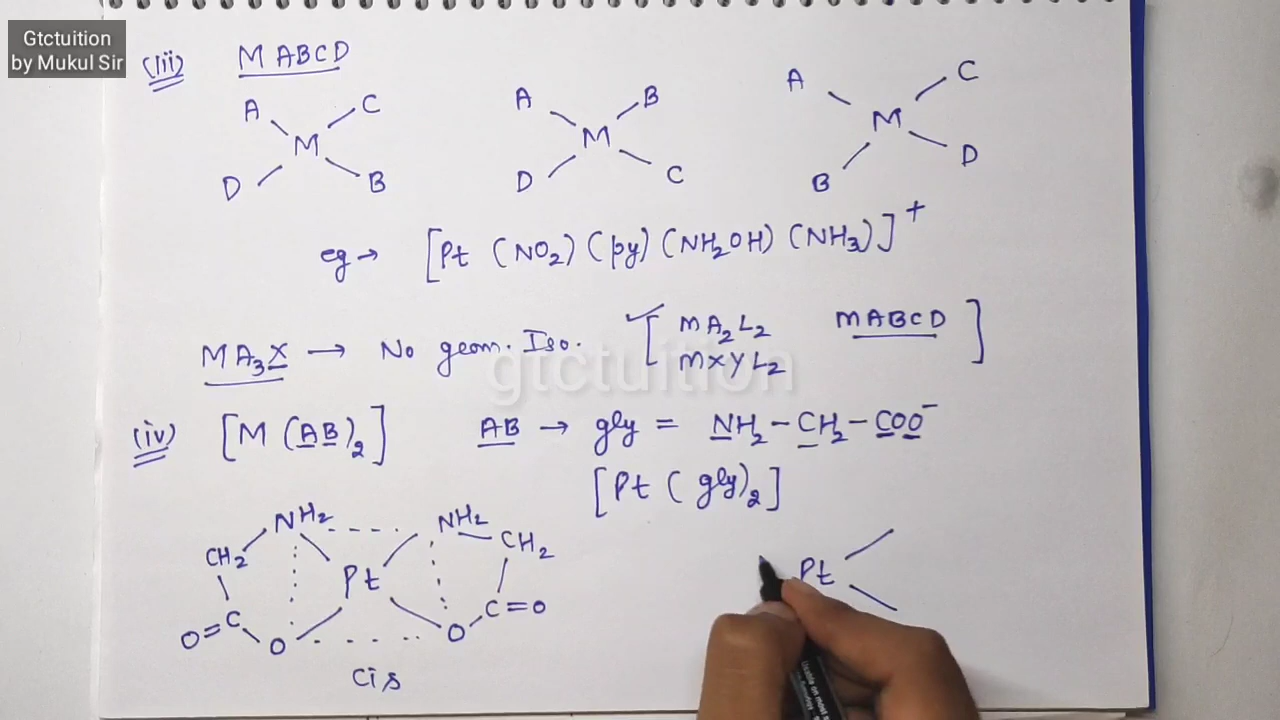 Gtctuition
by Mukul Sir
(iii) MABCD
A C M D B
A B M D C
A C M B D
eg → [Pt (NO2) (py) (NH2OH) (NH3)]+
MA3X → No geom. Iso. [MA2L2 MABCD]
MXYL2
gtctuition
(iv) [M (AB)2] AB → gly = NH2-CH2-COO-
[Pt (gly)2]
NH2 NH2
CH2 CH2
Pt Pt
O=C C=O
O O
Cis